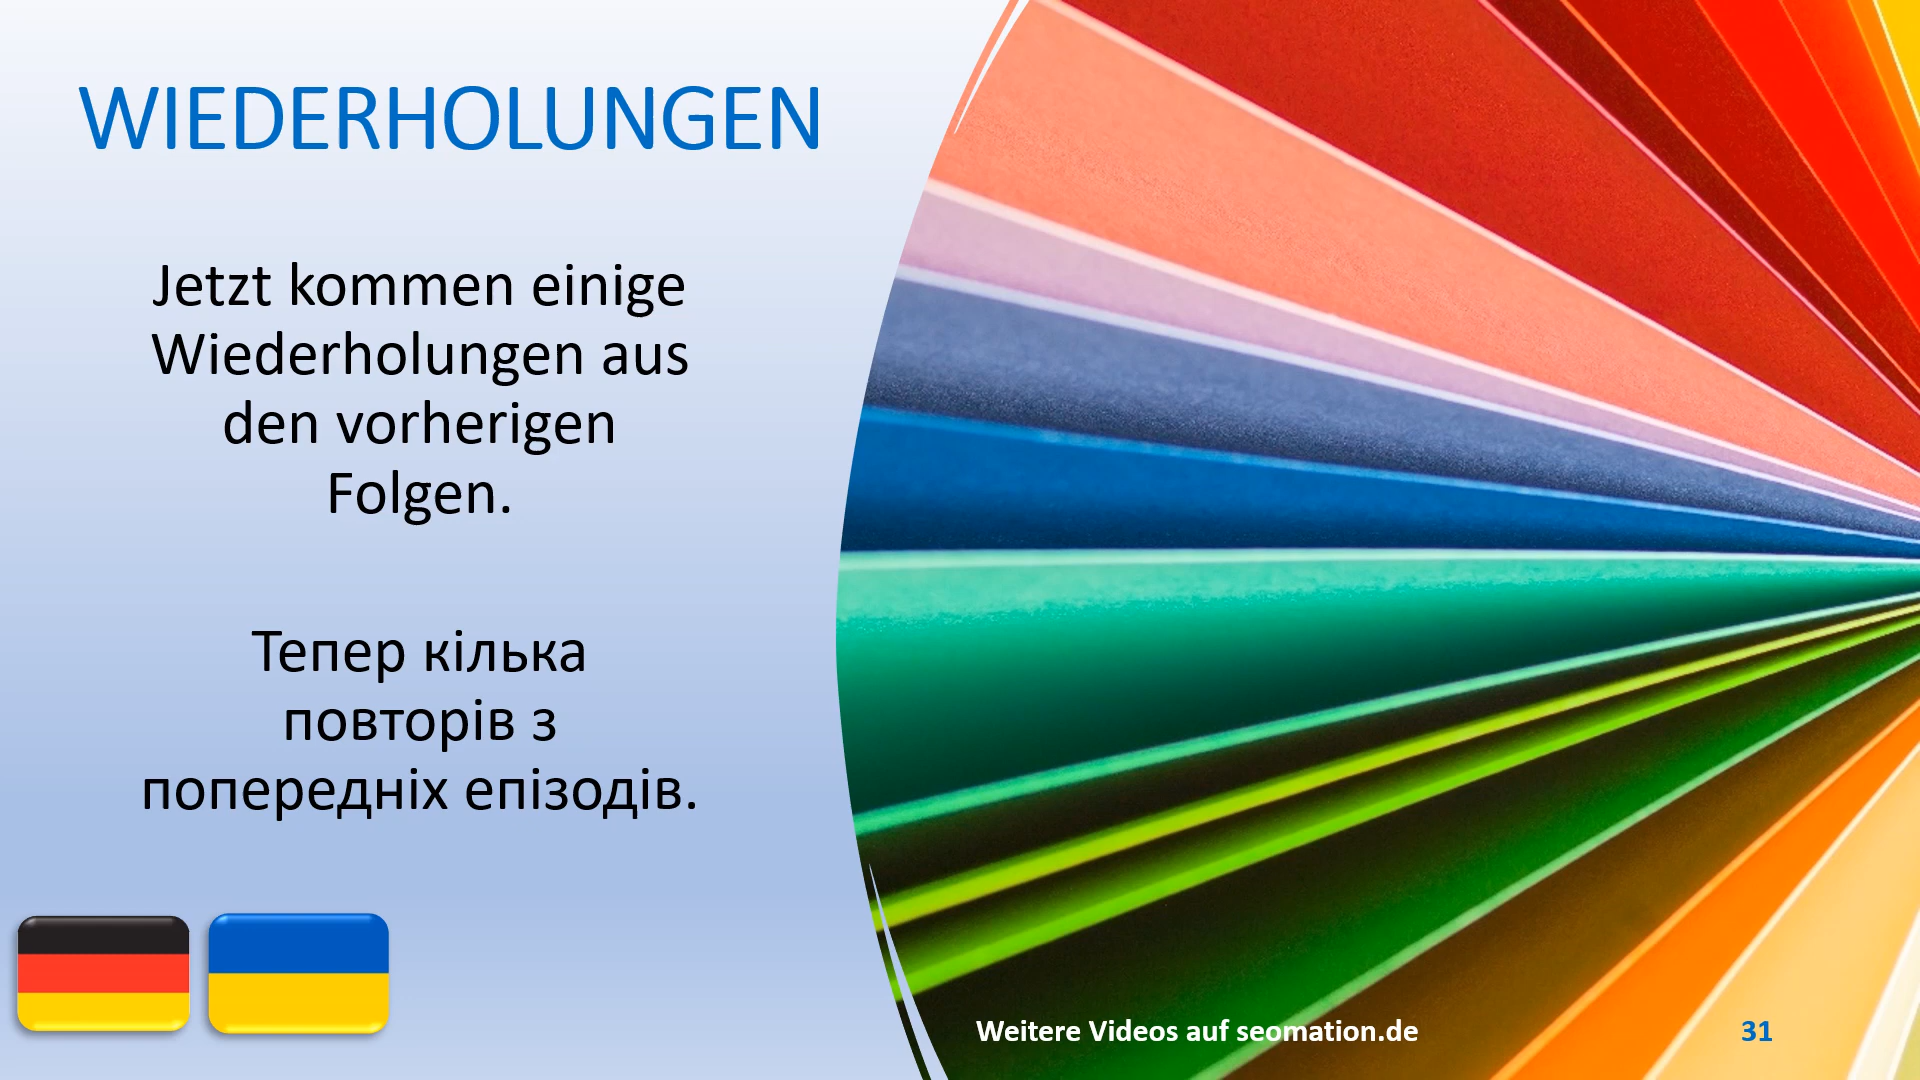 WIEDERHOLUNGEN
Jetzt kommen einige
Wiederholungen aus
den vorherigen
Folgen.
Тепер кілька
повторів з
попередніх епізодів.
Weitere Videos auf seomation.de
31